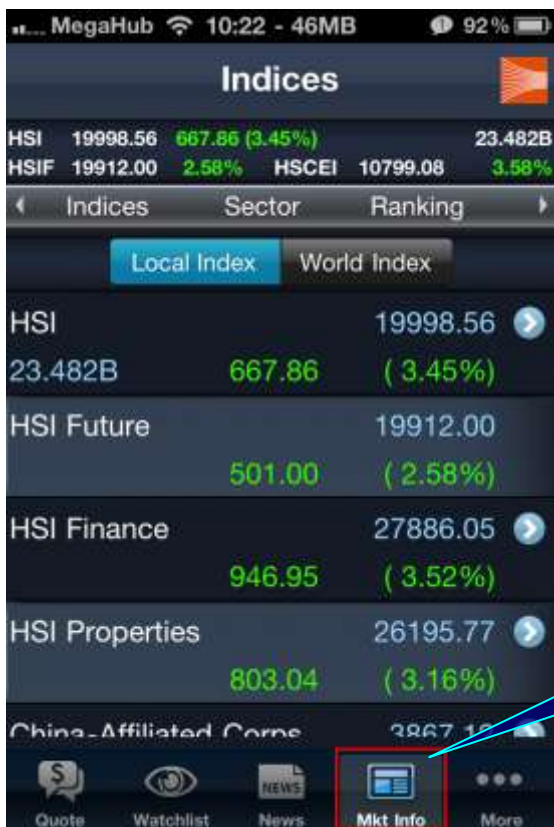 MegaHub 10:22 - 46MB 92%
Indices
HSI 19998.56 667.86 (3.45%) 23.482B
HSIF 19912.00 2.58% HSCEI 10799.08 3.58%
Indices Sector Ranking
Local Index World Index
HSI 19998.56
23.482B 667.86 ( 3.45%)
HSI Future 19912.00
501.00 ( 2.58%)
HSI Finance 27886.05
946.95 ( 3.52%)
HSI Properties 26195.77
803.04 ( 3.16%)
China-Affiliated Corps
S NEWS
Quote Watchlist News Mkt Info More